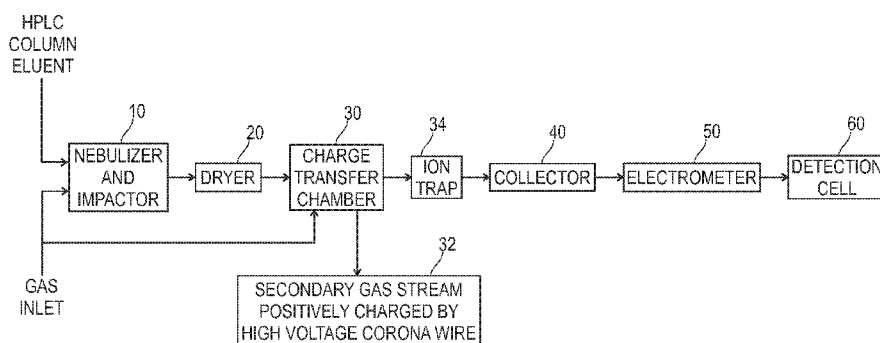 HPLC
COLUMN
ELUENT
10
NEBULIZER
AND
IMPACTOR
20
DRYER
30
CHARGE
TRANSFER
CHAMBER
34
ION
TRAP
40
COLLECTOR
50
ELECTROMETER
60
DETECTION
CELL
GAS
INLET
32
SECONDARY GAS STREAM
POSITIVELY CHARGED BY
HIGH VOLTAGE CORONA WIRE